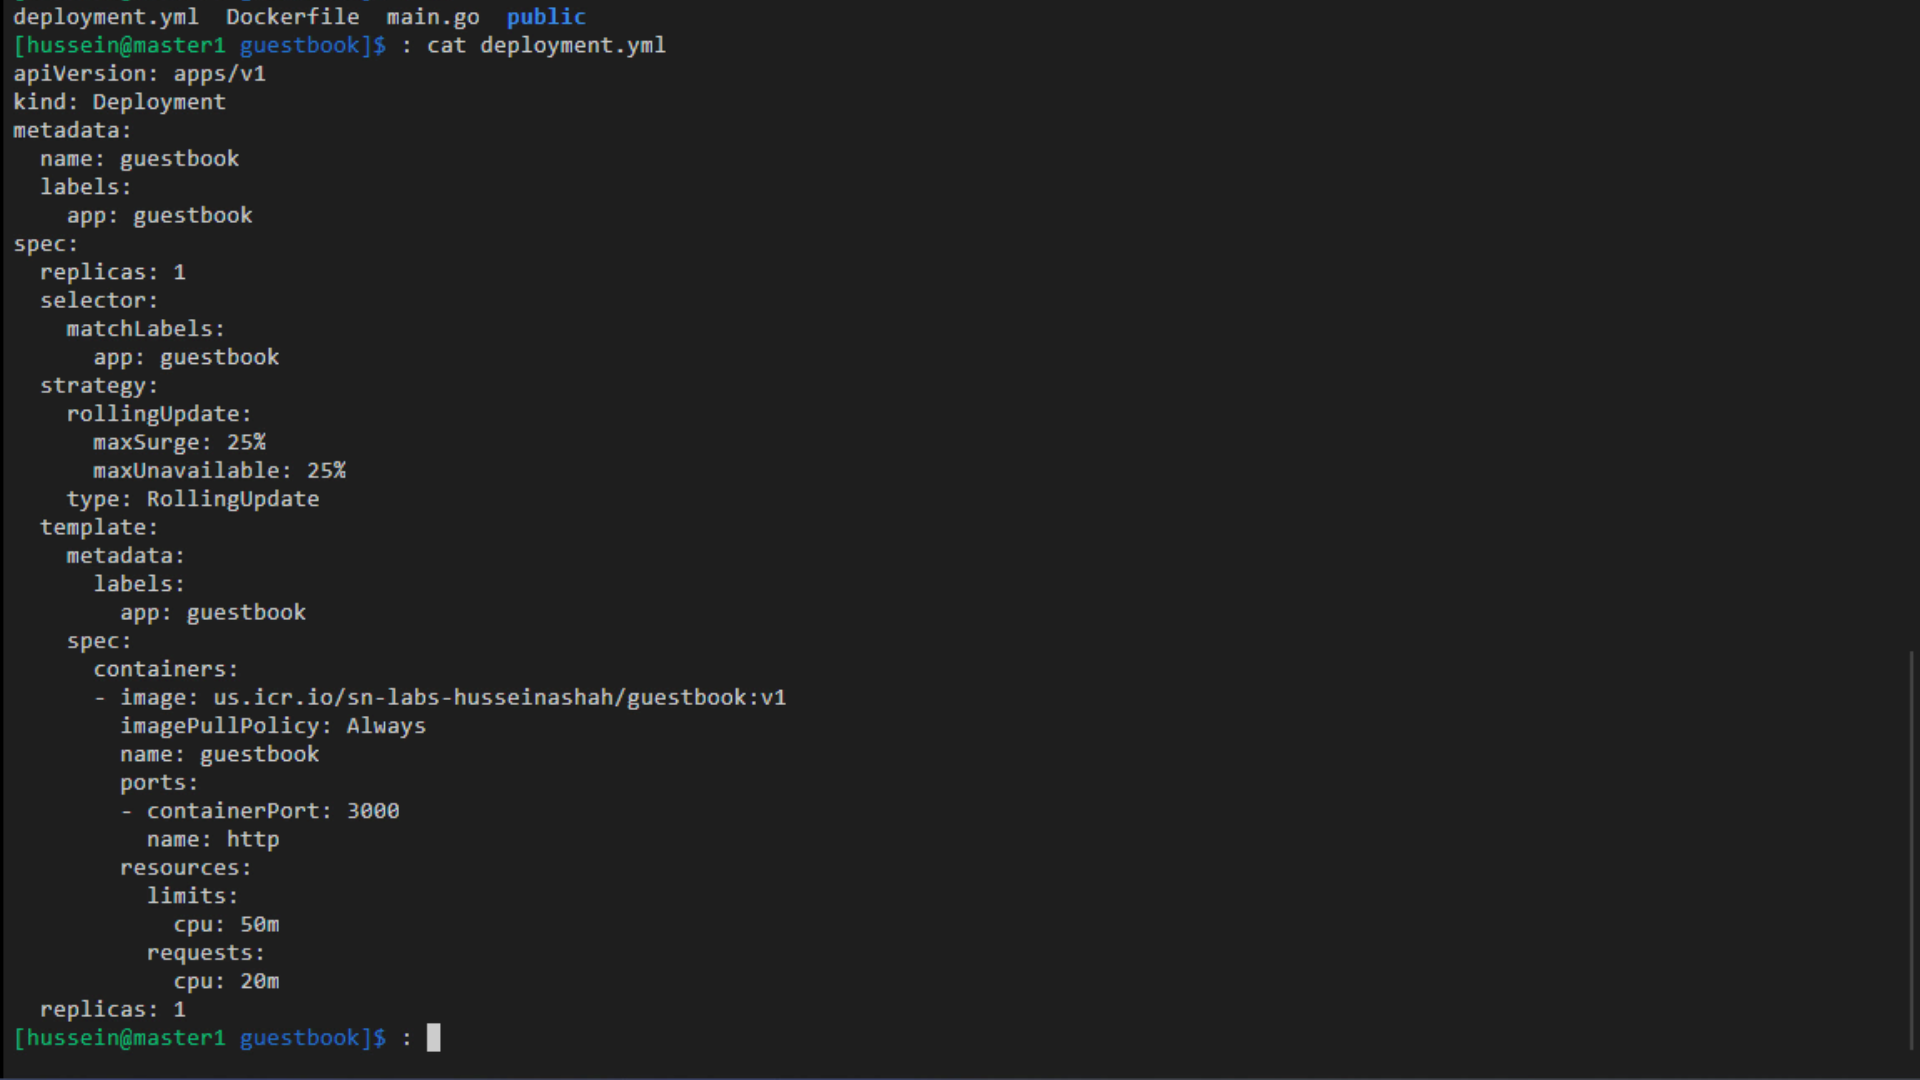 deployment.yml  Dockerfile  main.go  public
[hussein@master1 guestbook]$ : cat deployment.yml
apiVersion: apps/v1
kind: Deployment
metadata:
  name: guestbook
  labels:
    app: guestbook
spec:
  replicas: 1
  selector:
    matchLabels:
      app: guestbook
  strategy:
    rollingUpdate:
      maxSurge: 25%
      maxUnavailable: 25%
    type: RollingUpdate
  template:
    metadata:
      labels:
        app: guestbook
    spec:
      containers:
      - image: us.icr.io/sn-labs-husseinashah/guestbook:v1
        imagePullPolicy: Always
        name: guestbook
        ports:
        - containerPort: 3000
          name: http
        resources:
          limits:
            cpu: 50m
          requests:
            cpu: 20m
  replicas: 1
[hussein@master1 guestbook]$ :